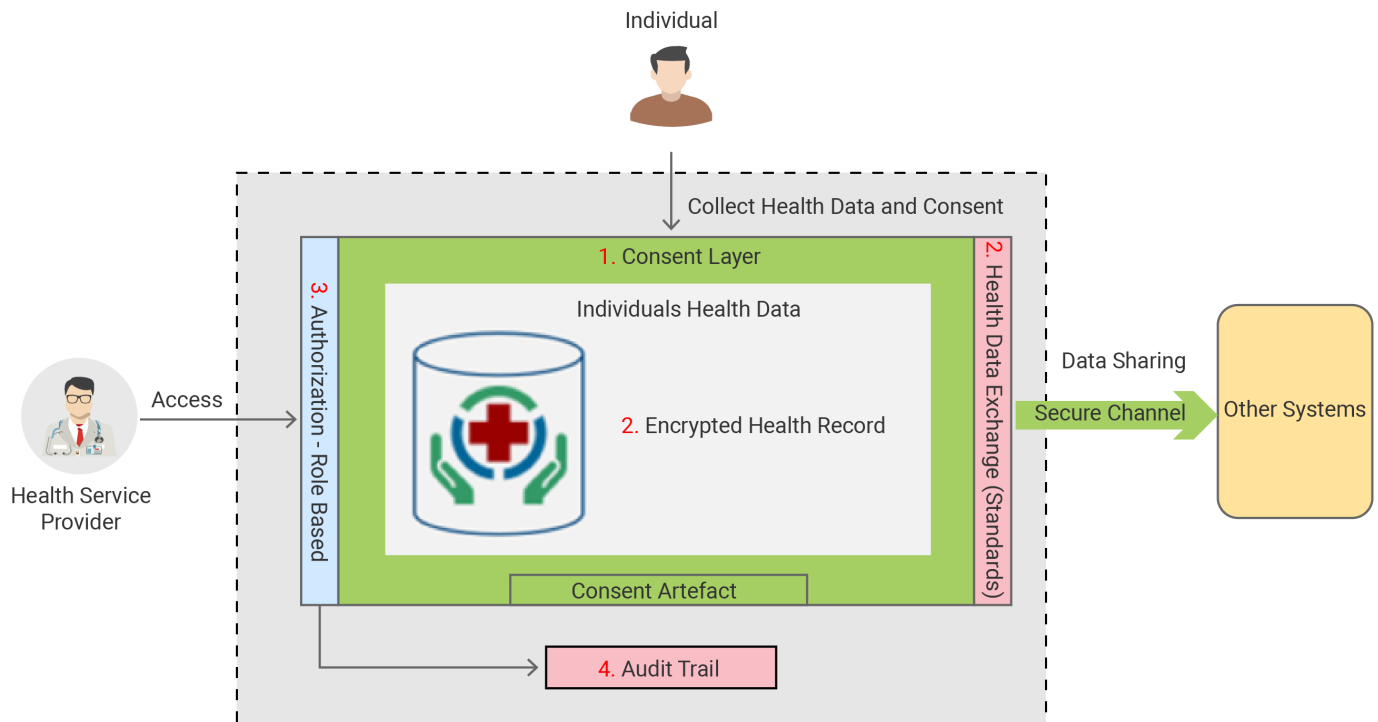 Individual
Collect Health Data and Consent
1. Consent Layer
Individuals Health Data
2. Encrypted Health Record
Consent Artefact
3. Authorization - Role Based
2. Health Data Exchange (Standards)
Access
Health Service
Provider
Data Sharing
Secure Channel
Other Systems
4. Audit Trail